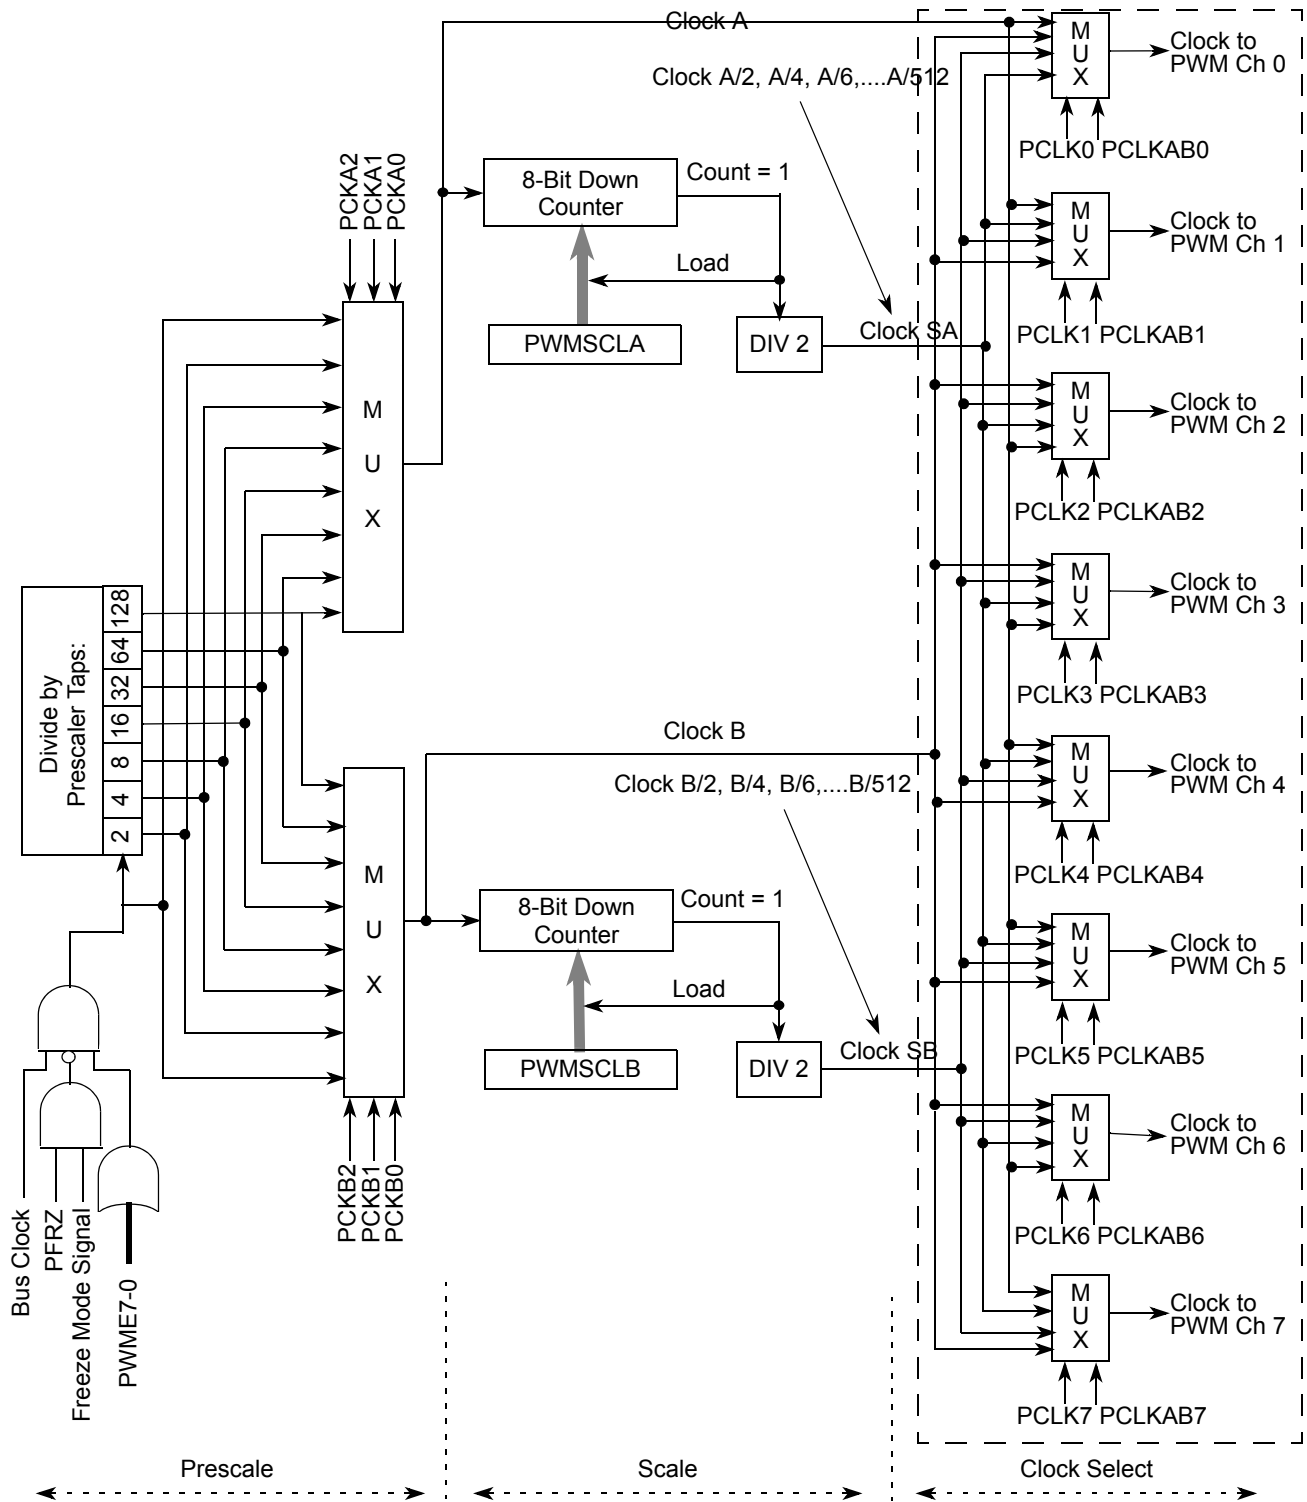 Clock A
Clock A/2, A/4, A/6,....A/512
PCKA2
PCKA1
PCKA0
8-Bit Down
Counter
Count = 1
Load
PWMSCLA
DIV 2
Clock SA
M
U
X
Divide by
Prescaler Taps:
128
64
32
16
8
4
2
Clock B
Clock B/2, B/4, B/6,....B/512
M
U
X
8-Bit Down
Counter
Count = 1
Load
PWMSCLB
DIV 2
Clock SB
PCKB2
PCKB1
PCKB0
Bus Clock
PFRZ
Freeze Mode Signal
PWME7-0
M
U
X
Clock to
PWM Ch 0
PCLK0 PCLKAB0
M
U
X
Clock to
PWM Ch 1
PCLK1 PCLKAB1
M
U
X
Clock to
PWM Ch 2
PCLK2 PCLKAB2
M
U
X
Clock to
PWM Ch 3
PCLK3 PCLKAB3
M
U
X
Clock to
PWM Ch 4
PCLK4 PCLKAB4
M
U
X
Clock to
PWM Ch 5
PCLK5 PCLKAB5
M
U
X
Clock to
PWM Ch 6
PCLK6 PCLKAB6
M
U
X
Clock to
PWM Ch 7
PCLK7 PCLKAB7
Prescale
Scale
Clock Select